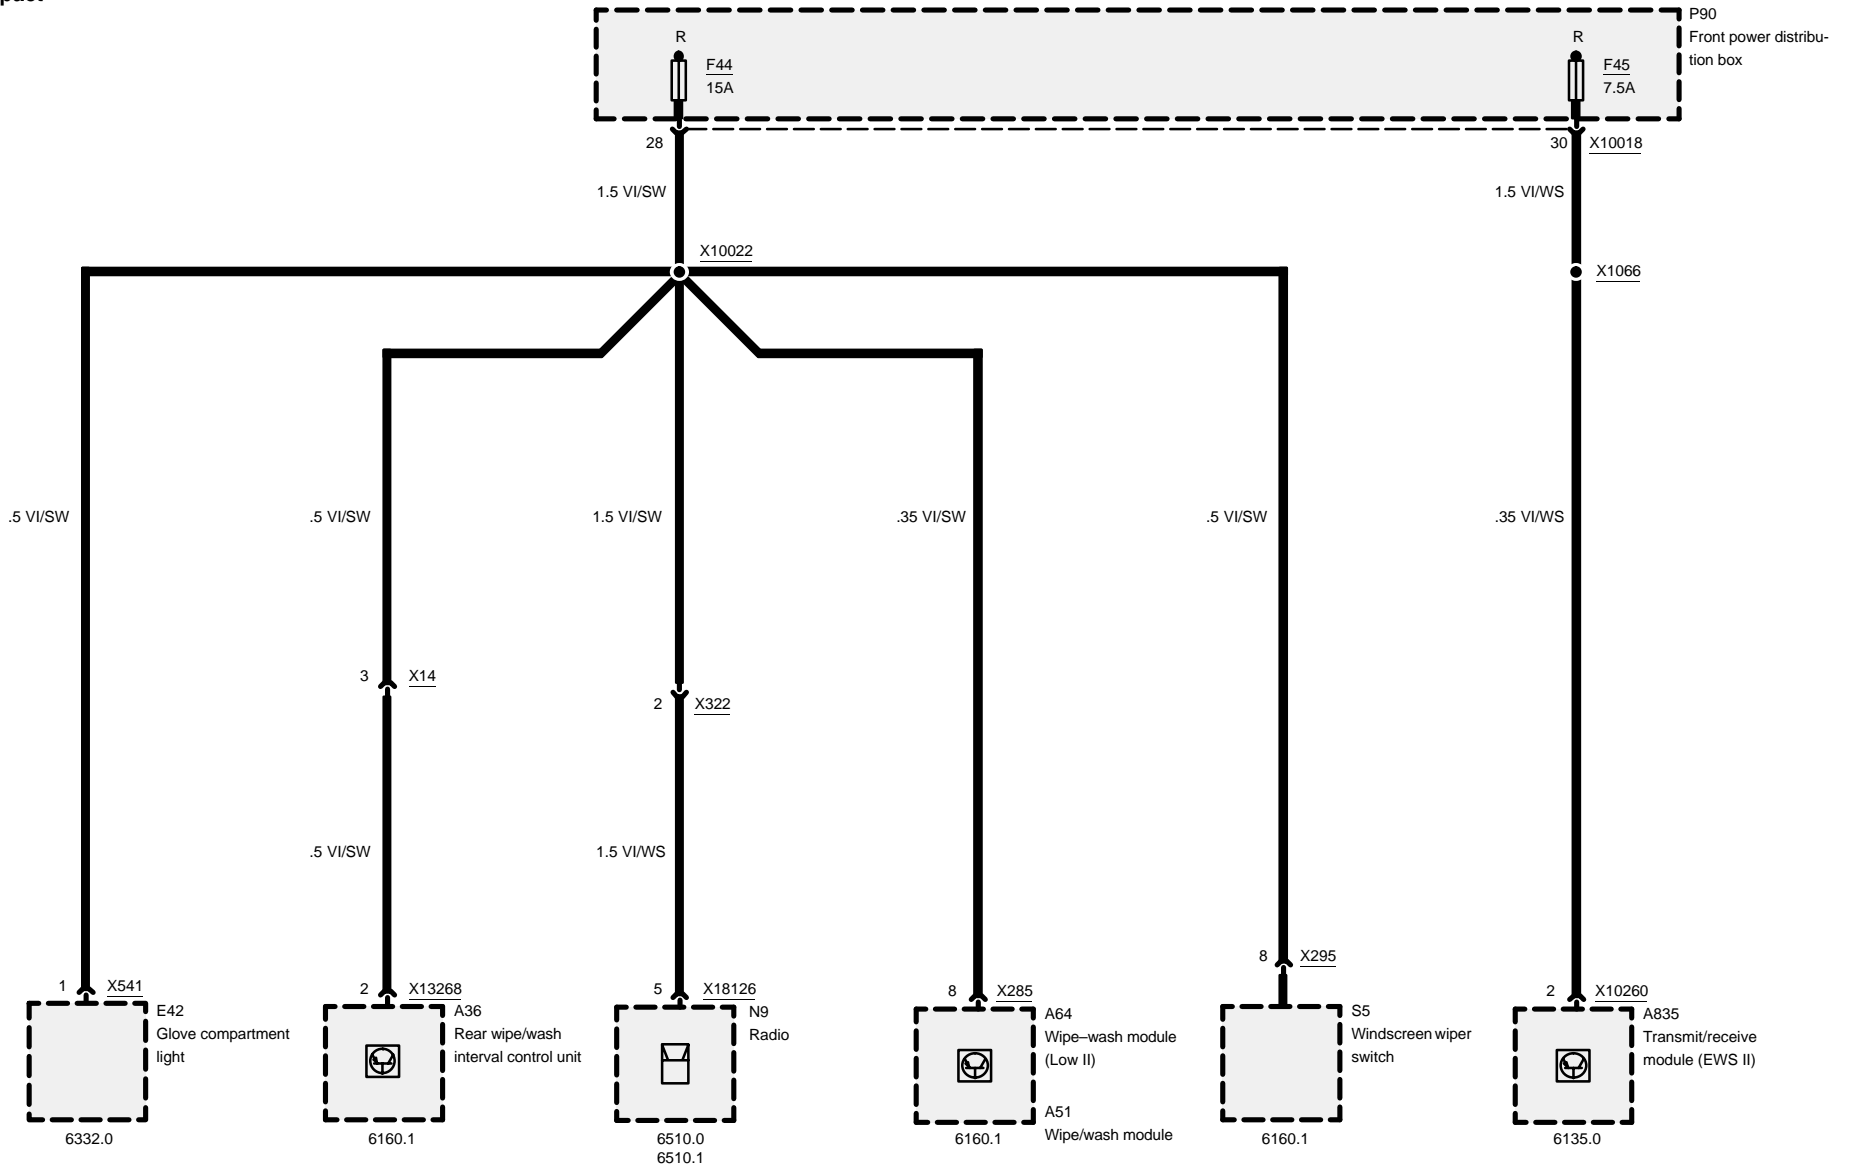 P90
Front power distribu-
tion box
R
F44
15A
R
F45
7.5A
28
30
X10018
1.5 VI/SW
1.5 VI/WS
X10022
X1066
.5 VI/SW
.5 VI/SW
1.5 VI/SW
.35 VI/SW
.5 VI/SW
.35 VI/WS
3
X14
2
X322
.5 VI/SW
1.5 VI/WS
8
X295
1
X541
2
X13268
5
X18126
8
X285
2
X10260
E42
Glove compartment
light
A36
Rear wipe/wash
interval control unit
N9
Radio
A64
Wipe–wash module
(Low II)
A51
Wipe/wash module
S5
Windscreen wiper
switch
A835
Transmit/receive
module (EWS II)
6332.0
6160.1
6510.0
6510.1
6160.1
6160.1
6135.0